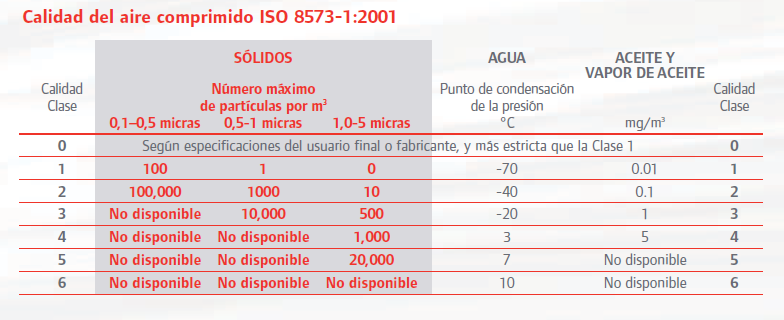 Calidad del aire comprimido ISO 8573-1:2001
SÓLIDOS AGUA ACEITE Y
VAPOR DE ACEITE
Calidad Número máximo Punto de condensación Calidad
Clase de partículas por m³ de la presión Clase
0,1–0,5 micras 0,5-1 micras 1,0-5 micras °C mg/m³
0 Según especificaciones del usuario final o fabricante, y más estricta que la Clase 1 0
1 100 1 0 -70 0.01 1
2 100,000 1000 10 -40 0.1 2
3 No disponible 10,000 500 -20 1 3
4 No disponible No disponible 1,000 3 5 4
5 No disponible No disponible 20,000 7 No disponible 5
6 No disponible No disponible No disponible 10 No disponible 6